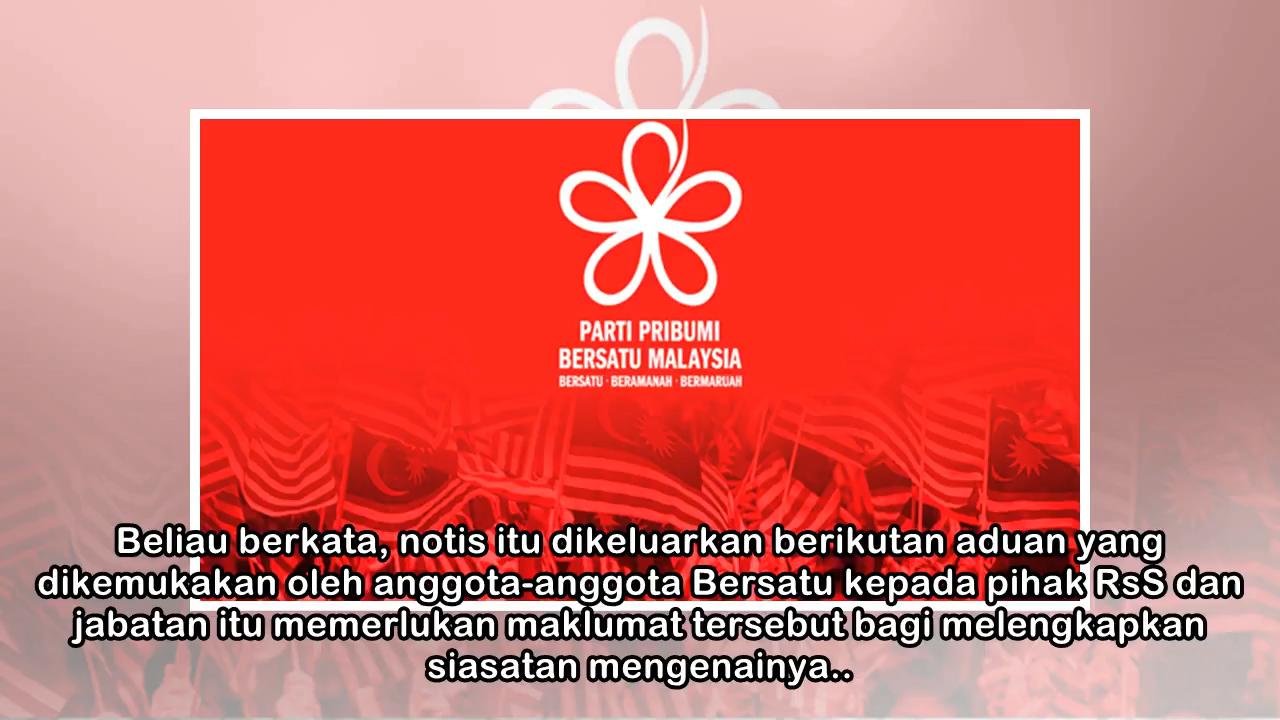 PARTI PRIBUMI
BERSATU MALAYSIA
BERSATU · BERAMANAH · BERMARUAH
Beliau berkata, notis itu dikeluarkan berikutan aduan yang
dikemukakan oleh anggota-anggota Bersatu kepada pihak RsS dan
jabatan itu memerlukan maklumat tersebut bagi melengkapkan
siasatan mengenainya..